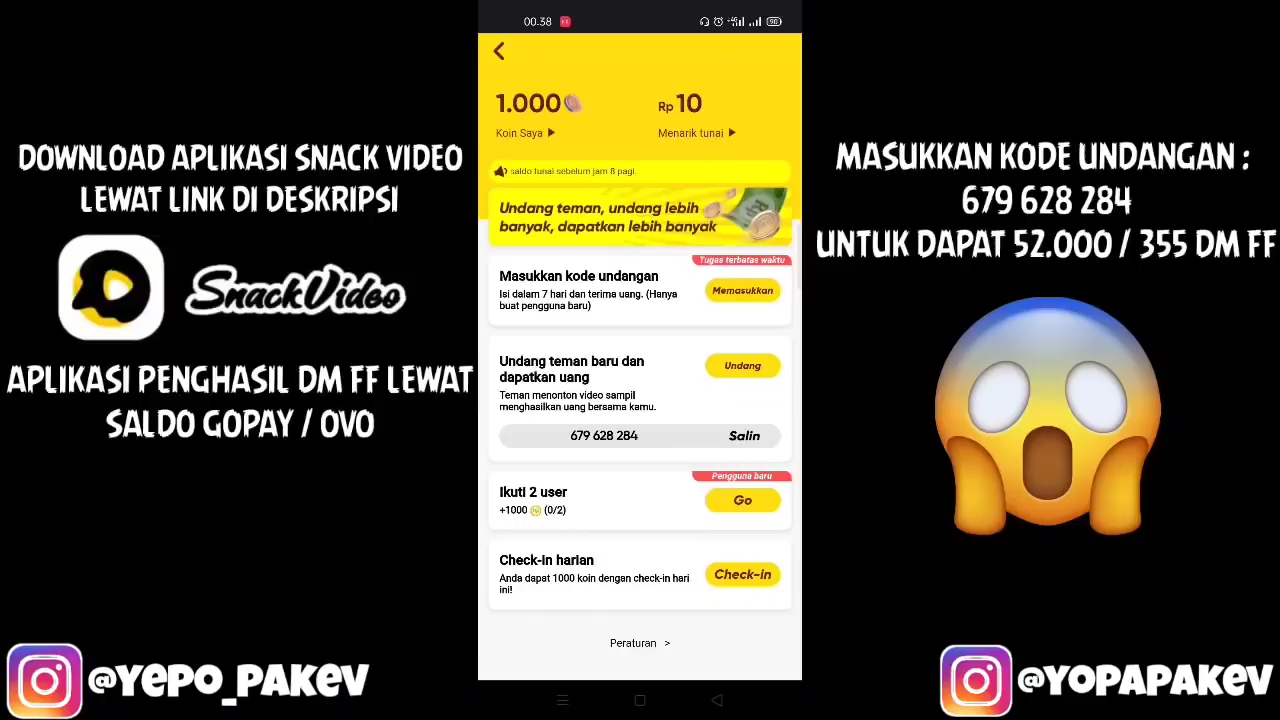 DOWNLOAD APLIKASI SNACK VIDEO
LEWAT LINK DI DESKRIPSI
SnackVideo
APLIKASI PENGHASIL DM FF LEWAT
SALDO GOPAY / OVO
@YEPO_PAKEV
00.38
90
1.000
Rp 10
Koin Saya
Menarik tunai
saldo tunai sebelum jam 8 pagi.
Undang teman, undang lebih
banyak, dapatkan lebih banyak
Rp
Tugas terbatas waktu
Masukkan kode undangan
Isi dalam 7 hari dan terima uang. (Hanya
buat pengguna baru)
Memasukkan
Undang teman baru dan
dapatkan uang
Undang
Teman menonton video sampil
menghasilkan uang bersama kamu.
679 628 284 Salin
Pengguna baru
Ikuti 2 user
+1000 (0/2)
Go
Check-in harian
Anda dapat 1000 koin dengan check-in hari
ini!
Check-in
Peraturan >
MASUKKAN KODE UNDANGAN :
679 628 284
UNTUK DAPAT 52.000 / 355 DM FF
@YOPAPAKEV